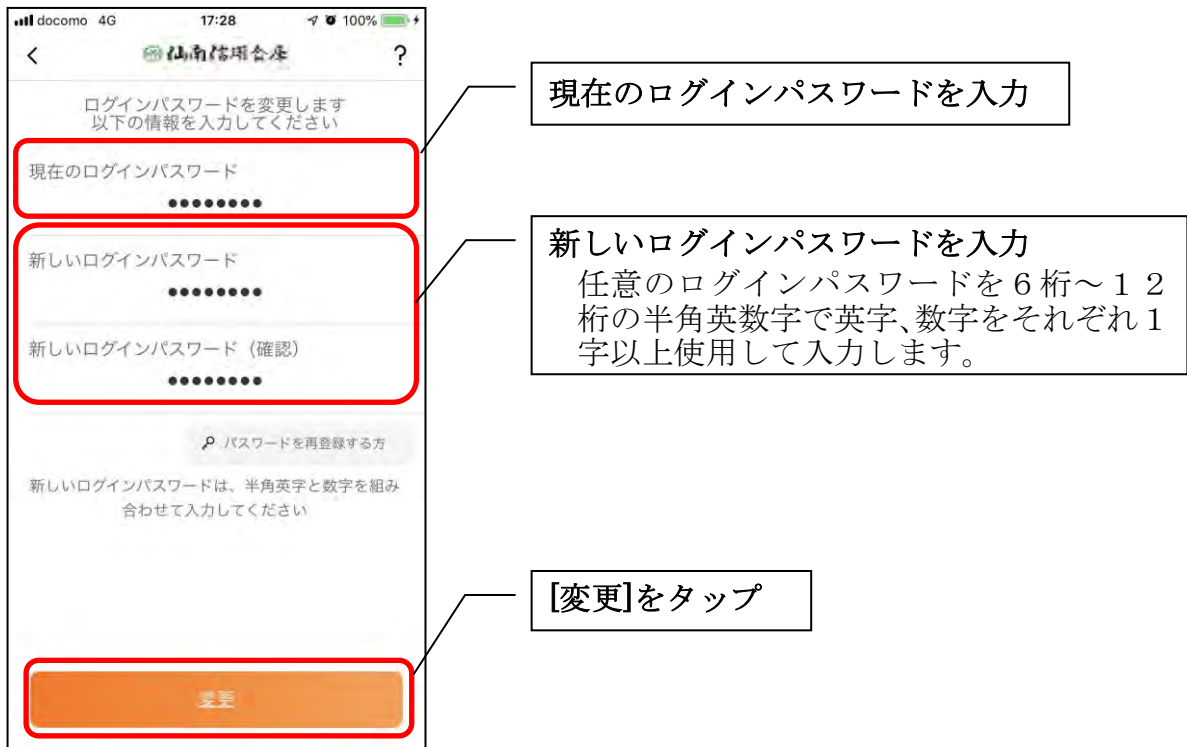 docomo 4G 17:28 100%
仙南信用金庫 ?
ログインパスワードを変更します
以下の情報を入力してください
現在のログインパスワード
●●●●●●●●
新しいログインパスワード
●●●●●●●●
新しいログインパスワード（確認）
●●●●●●●●
パスワードを再登録する方
新しいログインパスワードは、半角英字と数字を組み
合わせて入力してください
変更
現在のログインパスワードを入力
新しいログインパスワードを入力
任意のログインパスワードを６桁～１２
桁の半角英数字で英字、数字をそれぞれ１
字以上使用して入力します。
[変更]をタップ